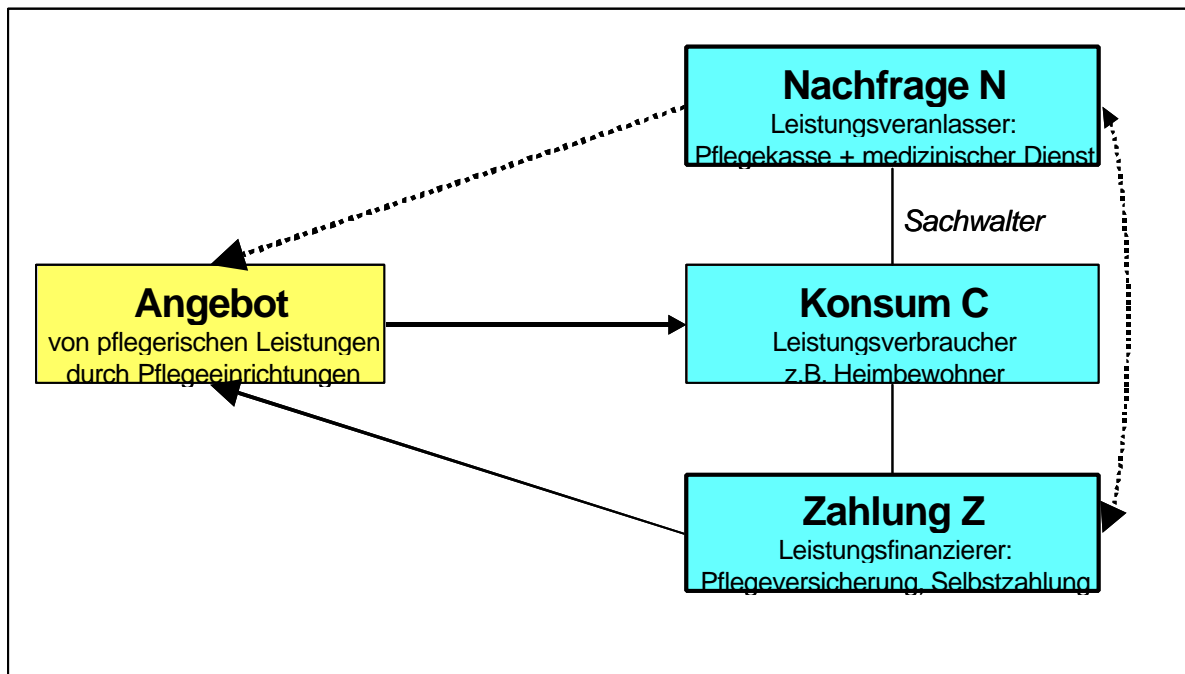 Nachfrage N
Leistungsveranlasser:
Pflegekasse + medizinischer Dienst
Sachwalter
Angebot
von pflegerischen Leistungen
durch Pflegeeinrichtungen
Konsum C
Leistungsverbraucher
z.B. Heimbewohner
Zahlung Z
Leistungsfinanzierer:
Pflegeversicherung, Selbstzahlung